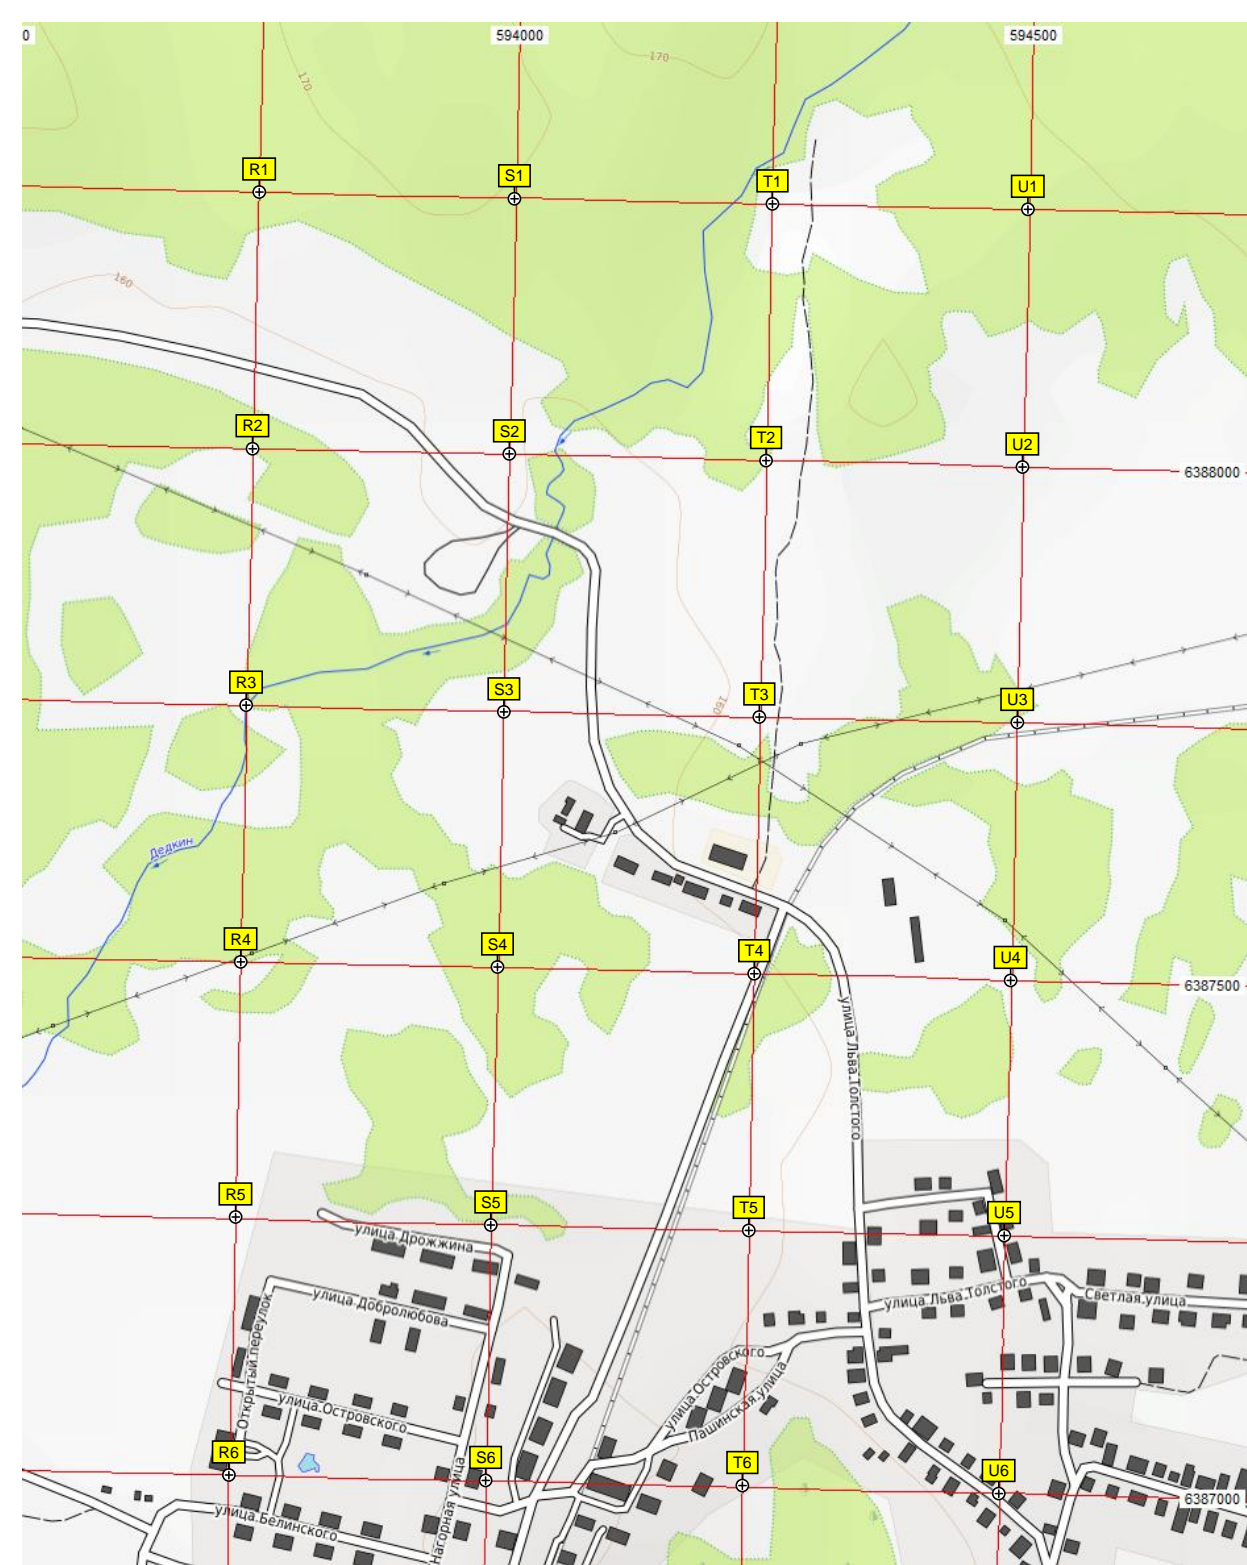 0
594000
594500
170
170
R1
S1
T1
U1
160
R2
S2
T2
U2
6388000
R3
S3
T3
U3
160
Дедкин
R4
S4
T4
U4
6387500
улица Льва Толстого
R5
S5
T5
U5
улица Дрожжина
улица Добролюбова
улица Льва Толстого
Светлая улица
Открытый переулок
улица Островского
Пашинская улица
улица Островского
R6
S6
T6
U6
6387000
Нагорная улица
улица Белинского